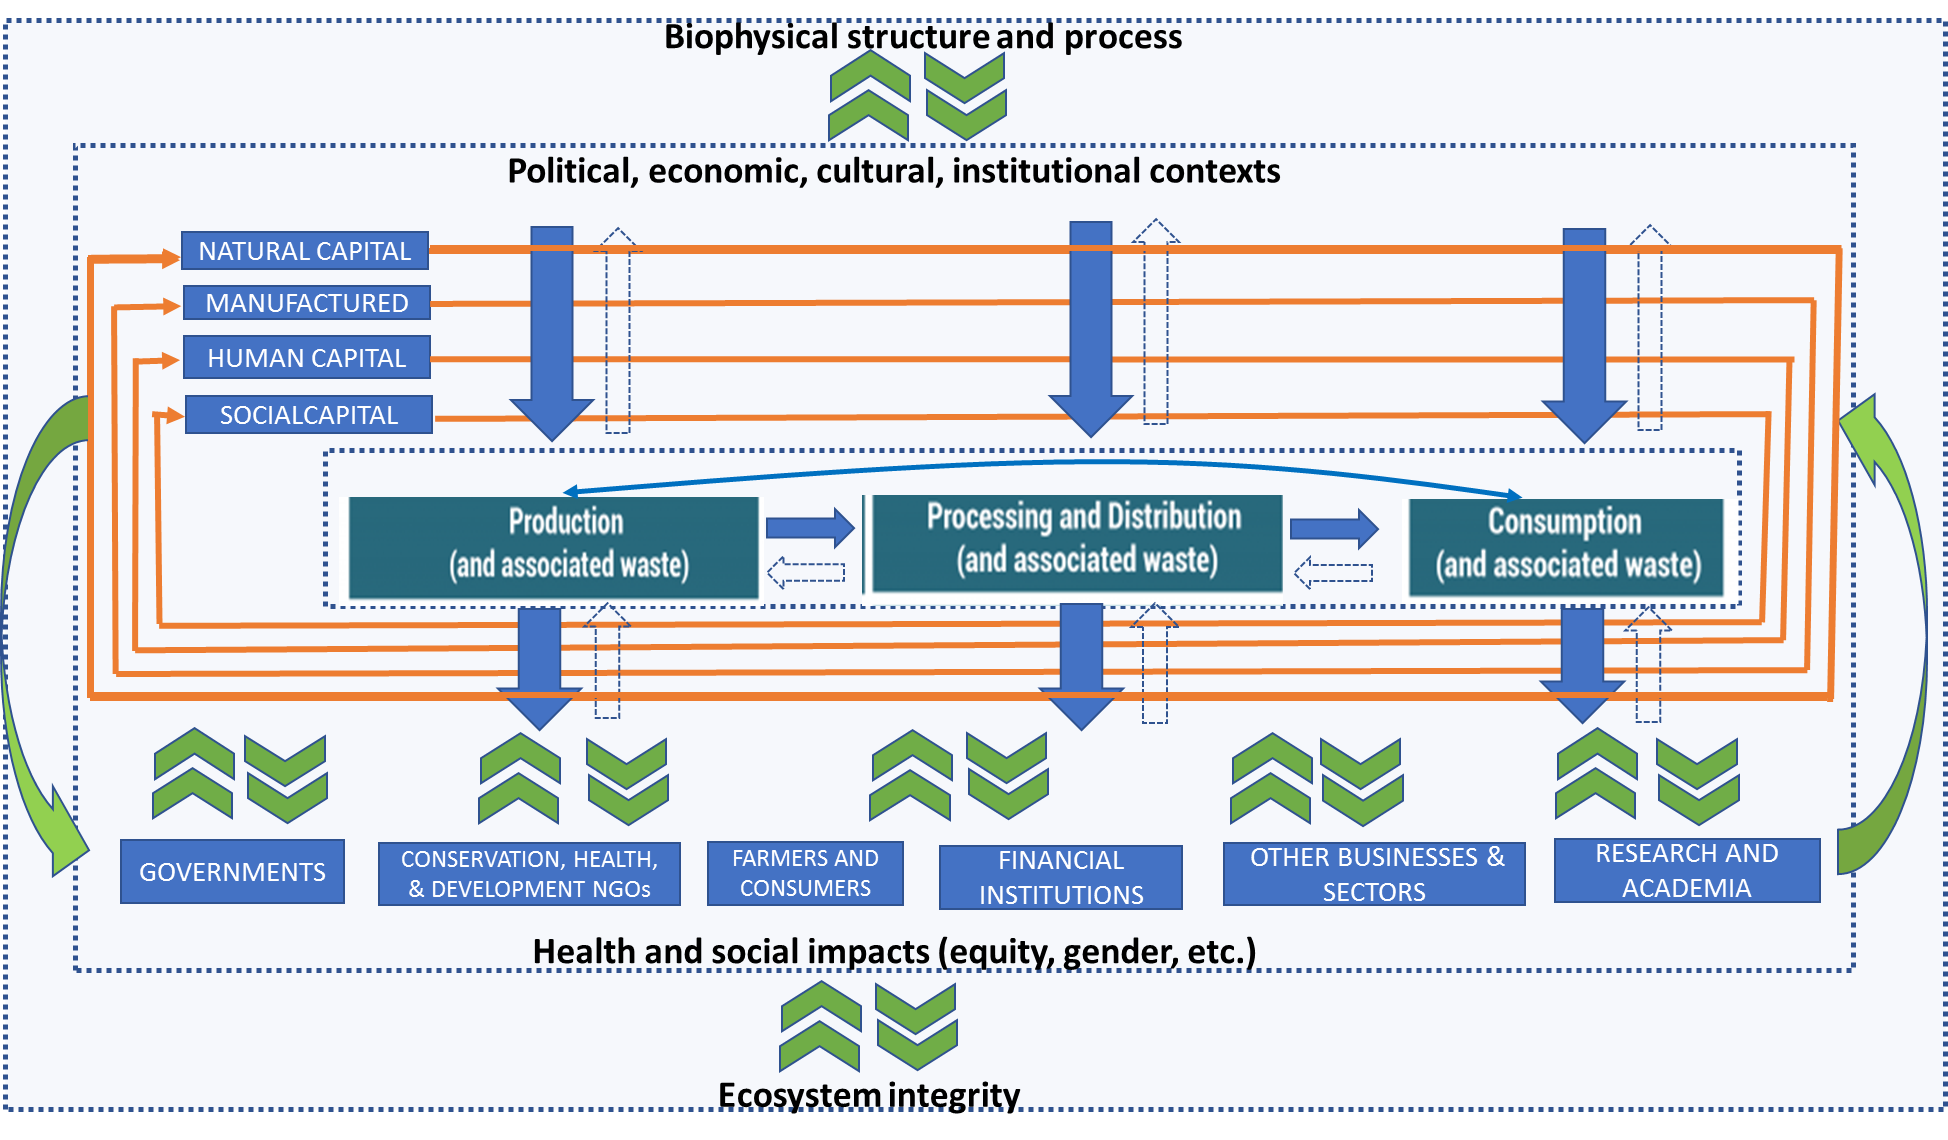 Biophysical structure and process
Political, economic, cultural, institutional contexts
NATURAL CAPITAL
MANUFACTURED
HUMAN CAPITAL
SOCIALCAPITAL
Production
(and associated waste)
Processing and Distribution
(and associated waste)
Consumption
(and associated waste)
GOVERNMENTS
CONSERVATION, HEALTH,
& DEVELOPMENT NGOs
FARMERS AND
CONSUMERS
FINANCIAL
INSTITUTIONS
OTHER BUSINESSES &
SECTORS
RESEARCH AND
ACADEMIA
Health and social impacts (equity, gender, etc.)
Ecosystem integrity